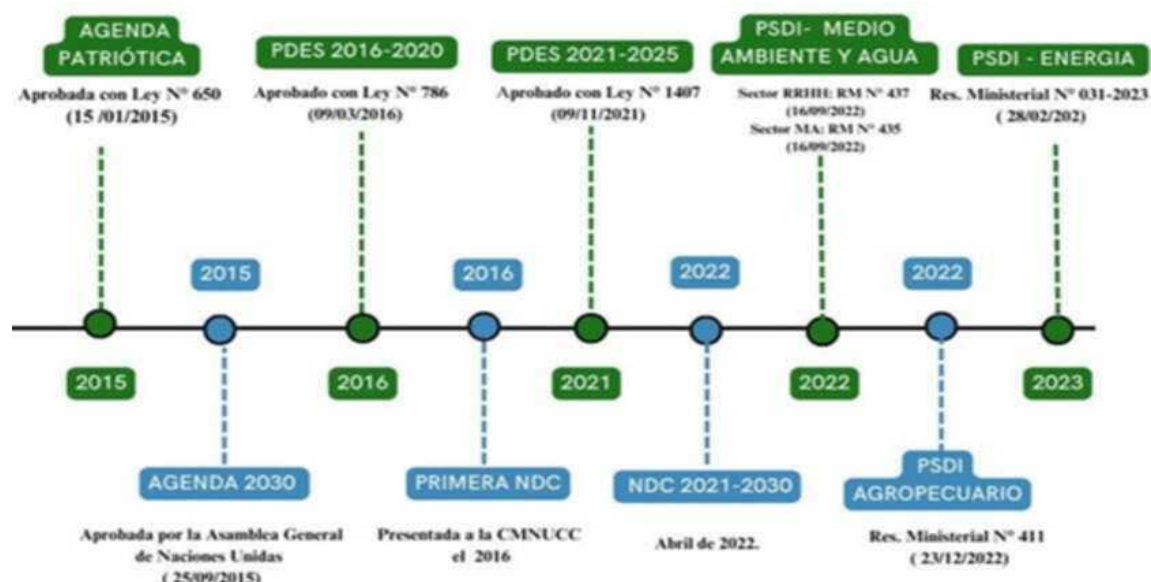 AGENDA
PATRIÓTICA
Aprobada con Ley N° 650
(15 /01/2015)
PDES 2016-2020
Aprobado con Ley N° 786
(09/03/2016)
PDES 2021-2025
Aprobado con Ley N° 1407
(09/11/2021)
PSDI- MEDIO
AMBIENTE Y AGUA
Sector RRHH: RM N° 437
(16/09/2022)
Sector MA: RM N° 435
(16/09/2022)
PSDI - ENERGIA
Res. Ministerial N° 031-2023
( 28/02/202)
2015
2016
2022
2022
2015
2016
2021
2022
2023
AGENDA 2030
Aprobada por la Asamblea General
de Naciones Unidas
( 25/09/2015)
PRIMERA NDC
Presentada a la CMNUCC
el 2016
NDC 2021-2030
Abril de 2022.
PSDI
AGROPECUARIO
Res. Ministerial N° 411
( 23/12/2022)